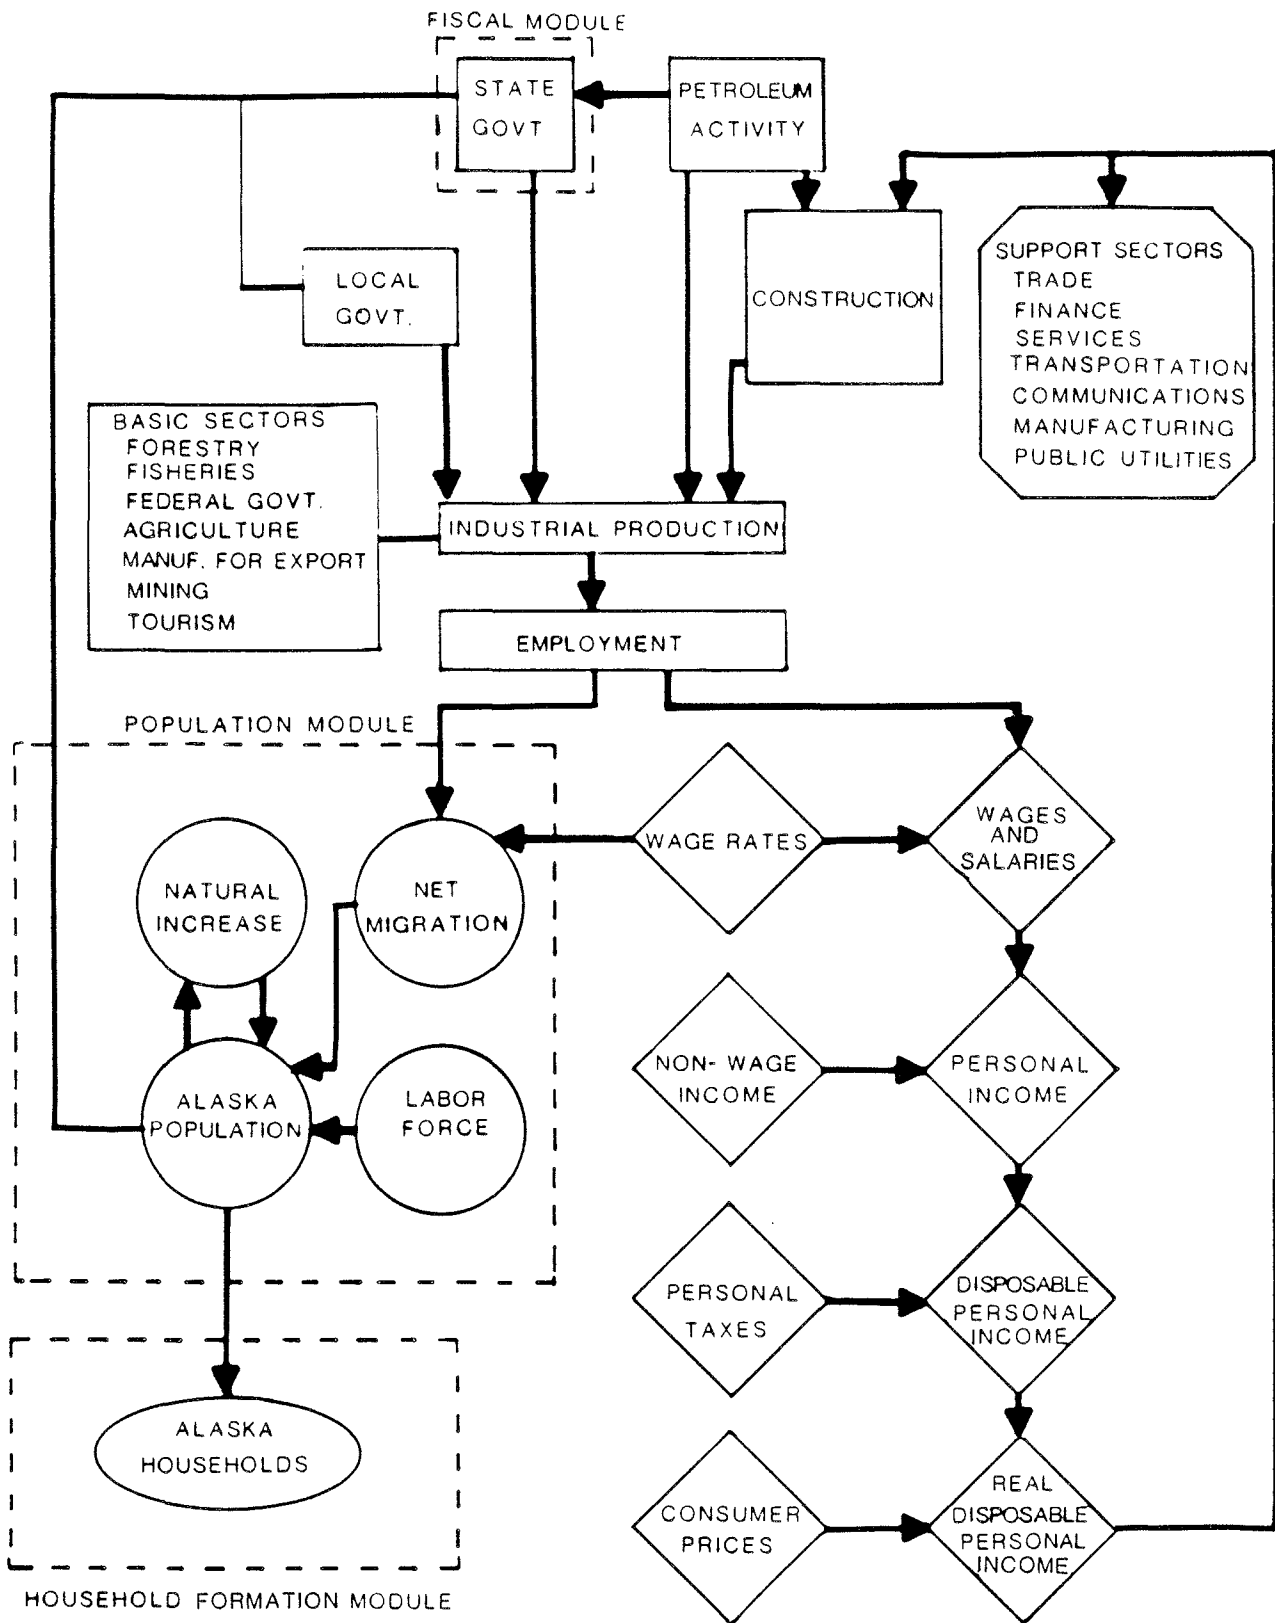 FISCAL MODULE
STATE
GOVT
PETROLEUM
ACTIVITY
LOCAL
GOVT.
CONSTRUCTION
SUPPORT SECTORS
TRADE
FINANCE
SERVICES
TRANSPORTATION
COMMUNICATIONS
MANUFACTURING
PUBLIC UTILITIES
BASIC SECTORS
FORESTRY
FISHERIES
FEDERAL GOVT.
AGRICULTURE
MANUF. FOR EXPORT
MINING
TOURISM
INDUSTRIAL PRODUCTION
EMPLOYMENT
POPULATION MODULE
NATURAL
INCREASE
NET
MIGRATION
WAGE RATES
WAGES
AND
SALARIES
ALASKA
POPULATION
LABOR
FORCE
NON-WAGE
INCOME
PERSONAL
INCOME
PERSONAL
TAXES
DISPOSABLE
PERSONAL
INCOME
ALASKA
HOUSEHOLDS
CONSUMER
PRICES
REAL
DISPOSABLE
PERSONAL
INCOME
HOUSEHOLD FORMATION MODULE